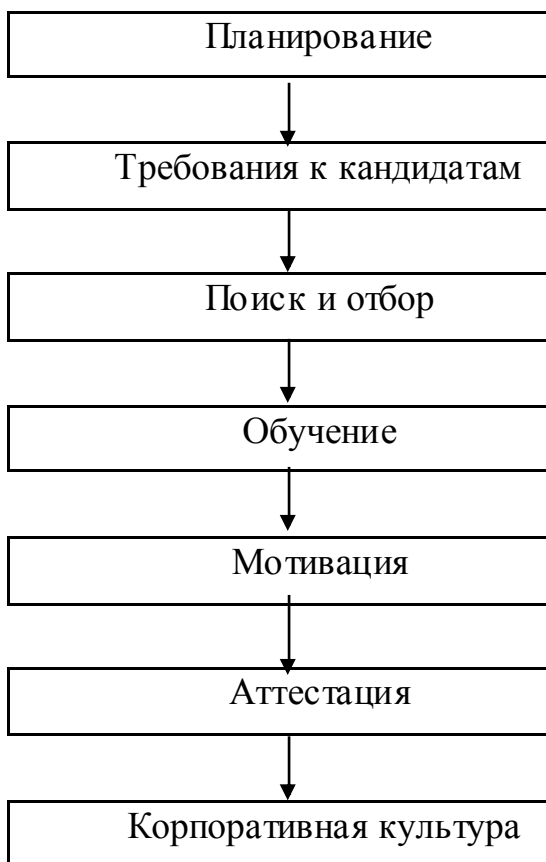 Планирование
Требования к кандидатам
Поиск и отбор
Обучение
Мотивация
Аттестация
Корпоративная культура